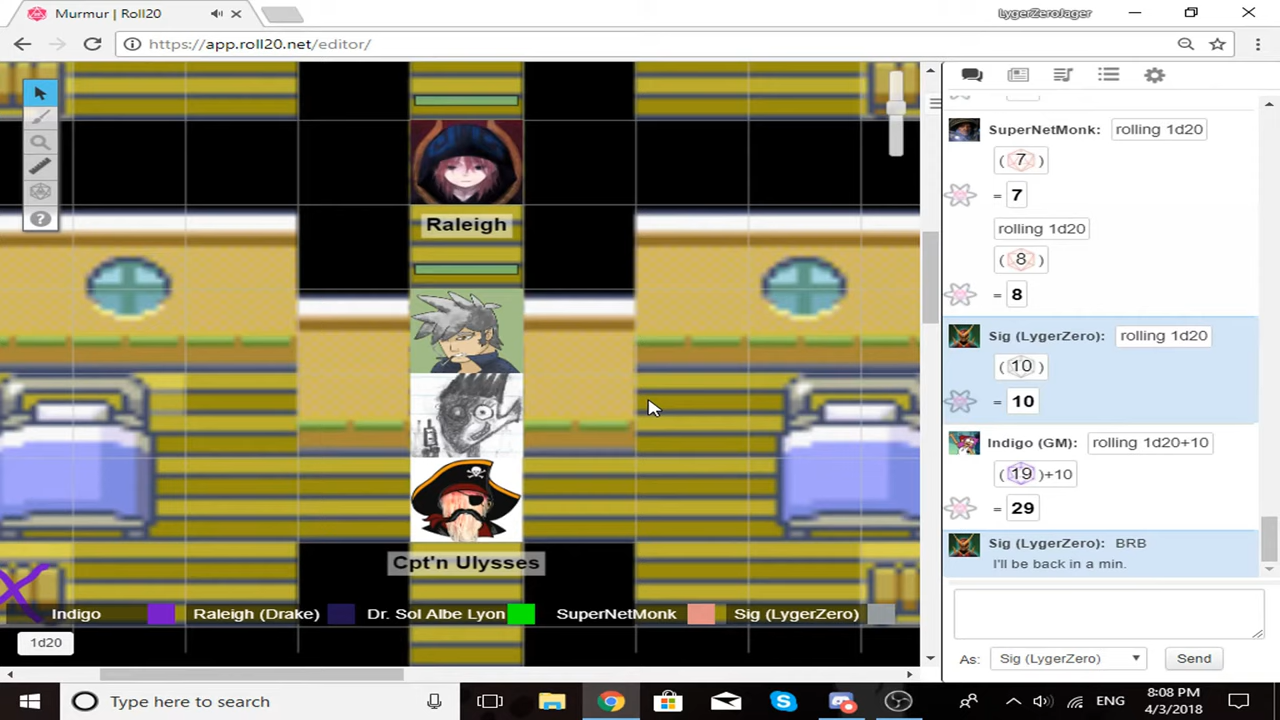 Murmur | Roll20
LygerZeroJager
https://app.roll20.net/editor/
Raleigh
Cpt'n Ulysses
Indigo
Raleigh (Drake)
Dr. Sol Albe Lyon
SuperNetMonk
Sig (LygerZero)
1d20
SuperNetMonk: rolling 1d20
(7)
= 7
rolling 1d20
(8)
= 8
Sig (LygerZero): rolling 1d20
(10)
= 10
Indigo (GM): rolling 1d20+10
(19)+10
= 29
Sig (LygerZero): BRB
I'll be back in a min.
As: Sig (LygerZero) Send
Type here to search
ENG
8:08 PM
4/3/2018